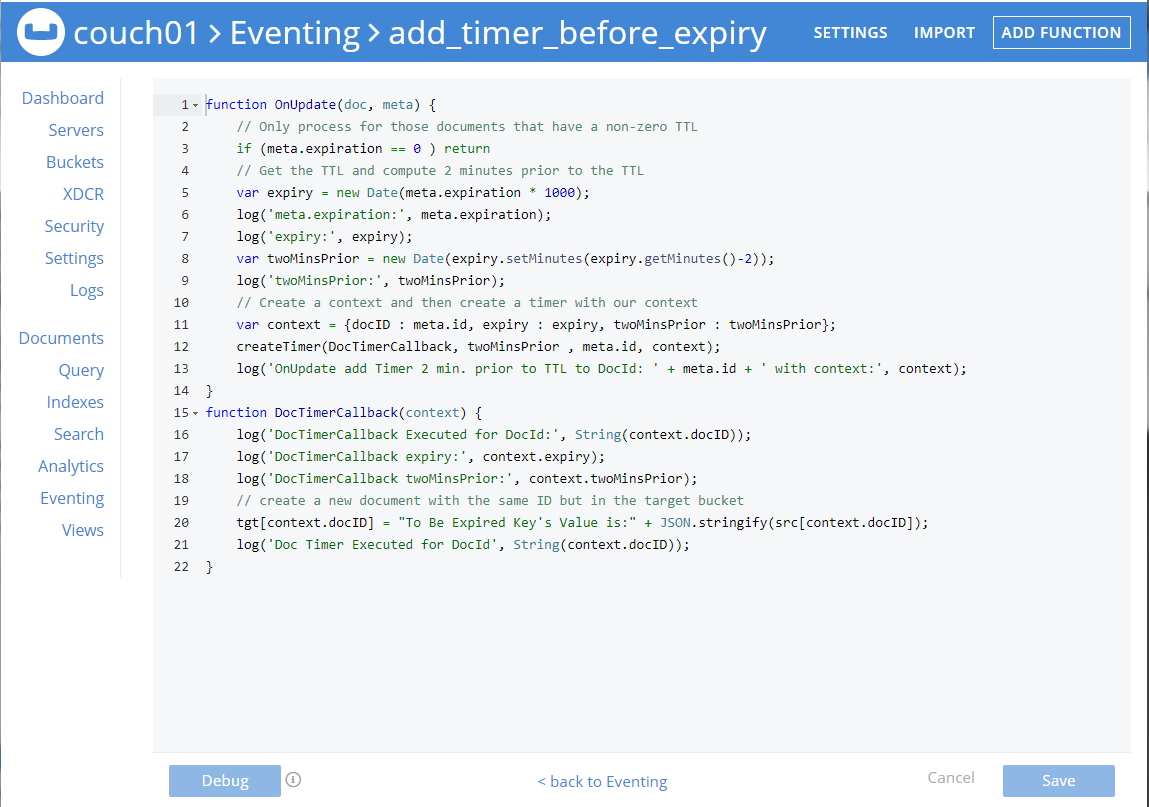 couch01 > Eventing > add_timer_before_expiry
SETTINGS IMPORT ADD FUNCTION
Dashboard
Servers
Buckets
XDCR
Security
Settings
Logs
Documents
Query
Indexes
Search
Analytics
Eventing
Views
1 function OnUpdate(doc, meta) {
2     // Only process for those documents that have a non-zero TTL
3     if (meta.expiration == 0 ) return
4     // Get the TTL and compute 2 minutes prior to the TTL
5     var expiry = new Date(meta.expiration * 1000);
6     log('meta.expiration:', meta.expiration);
7     log('expiry:', expiry);
8     var twoMinsPrior = new Date(expiry.setMinutes(expiry.getMinutes()-2));
9     log('twoMinsPrior:', twoMinsPrior);
10     // Create a context and then create a timer with our context
11     var context = {docID : meta.id, expiry : expiry, twoMinsPrior : twoMinsPrior};
12     createTimer(DocTimerCallback, twoMinsPrior , meta.id, context);
13     log('OnUpdate add Timer 2 min. prior to TTL to DocId: ' + meta.id + ' with context:', context);
14 }
15 function DocTimerCallback(context) {
16     log('DocTimerCallback Executed for DocId:', String(context.docID));
17     log('DocTimerCallback expiry:', context.expiry);
18     log('DocTimerCallback twoMinsPrior:', context.twoMinsPrior);
19     // create a new document with the same ID but in the target bucket
20     tgt[context.docID] = "To Be Expired Key's Value is:" + JSON.stringify(src[context.docID]);
21     log('Doc Timer Executed for DocId', String(context.docID));
22 }
Debug
< back to Eventing
Cancel
Save